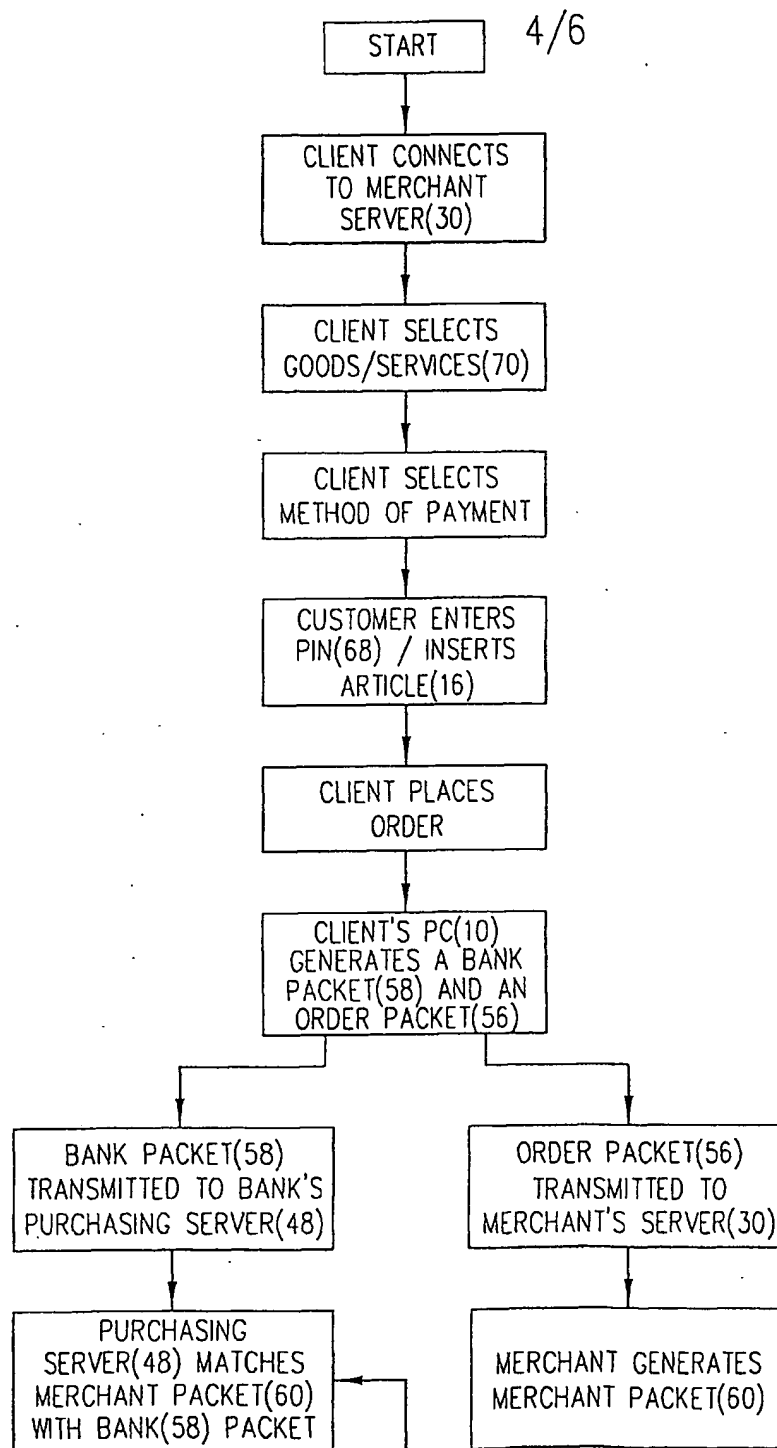 START
4/6
CLIENT CONNECTS
TO MERCHANT
SERVER(30)
CLIENT SELECTS
GOODS/SERVICES(70)
CLIENT SELECTS
METHOD OF PAYMENT
CUSTOMER ENTERS
PIN(68) / INSERTS
ARTICLE(16)
CLIENT PLACES
ORDER
CLIENT'S PC(10)
GENERATES A BANK
PACKET(58) AND AN
ORDER PACKET(56)
BANK PACKET(58)
TRANSMITTED TO BANK'S
PURCHASING SERVER(48)
ORDER PACKET(56)
TRANSMITTED TO
MERCHANT'S SERVER(30)
PURCHASING
SERVER(48) MATCHES
MERCHANT PACKET(60)
WITH BANK(58) PACKET
MERCHANT GENERATES
MERCHANT PACKET(60)